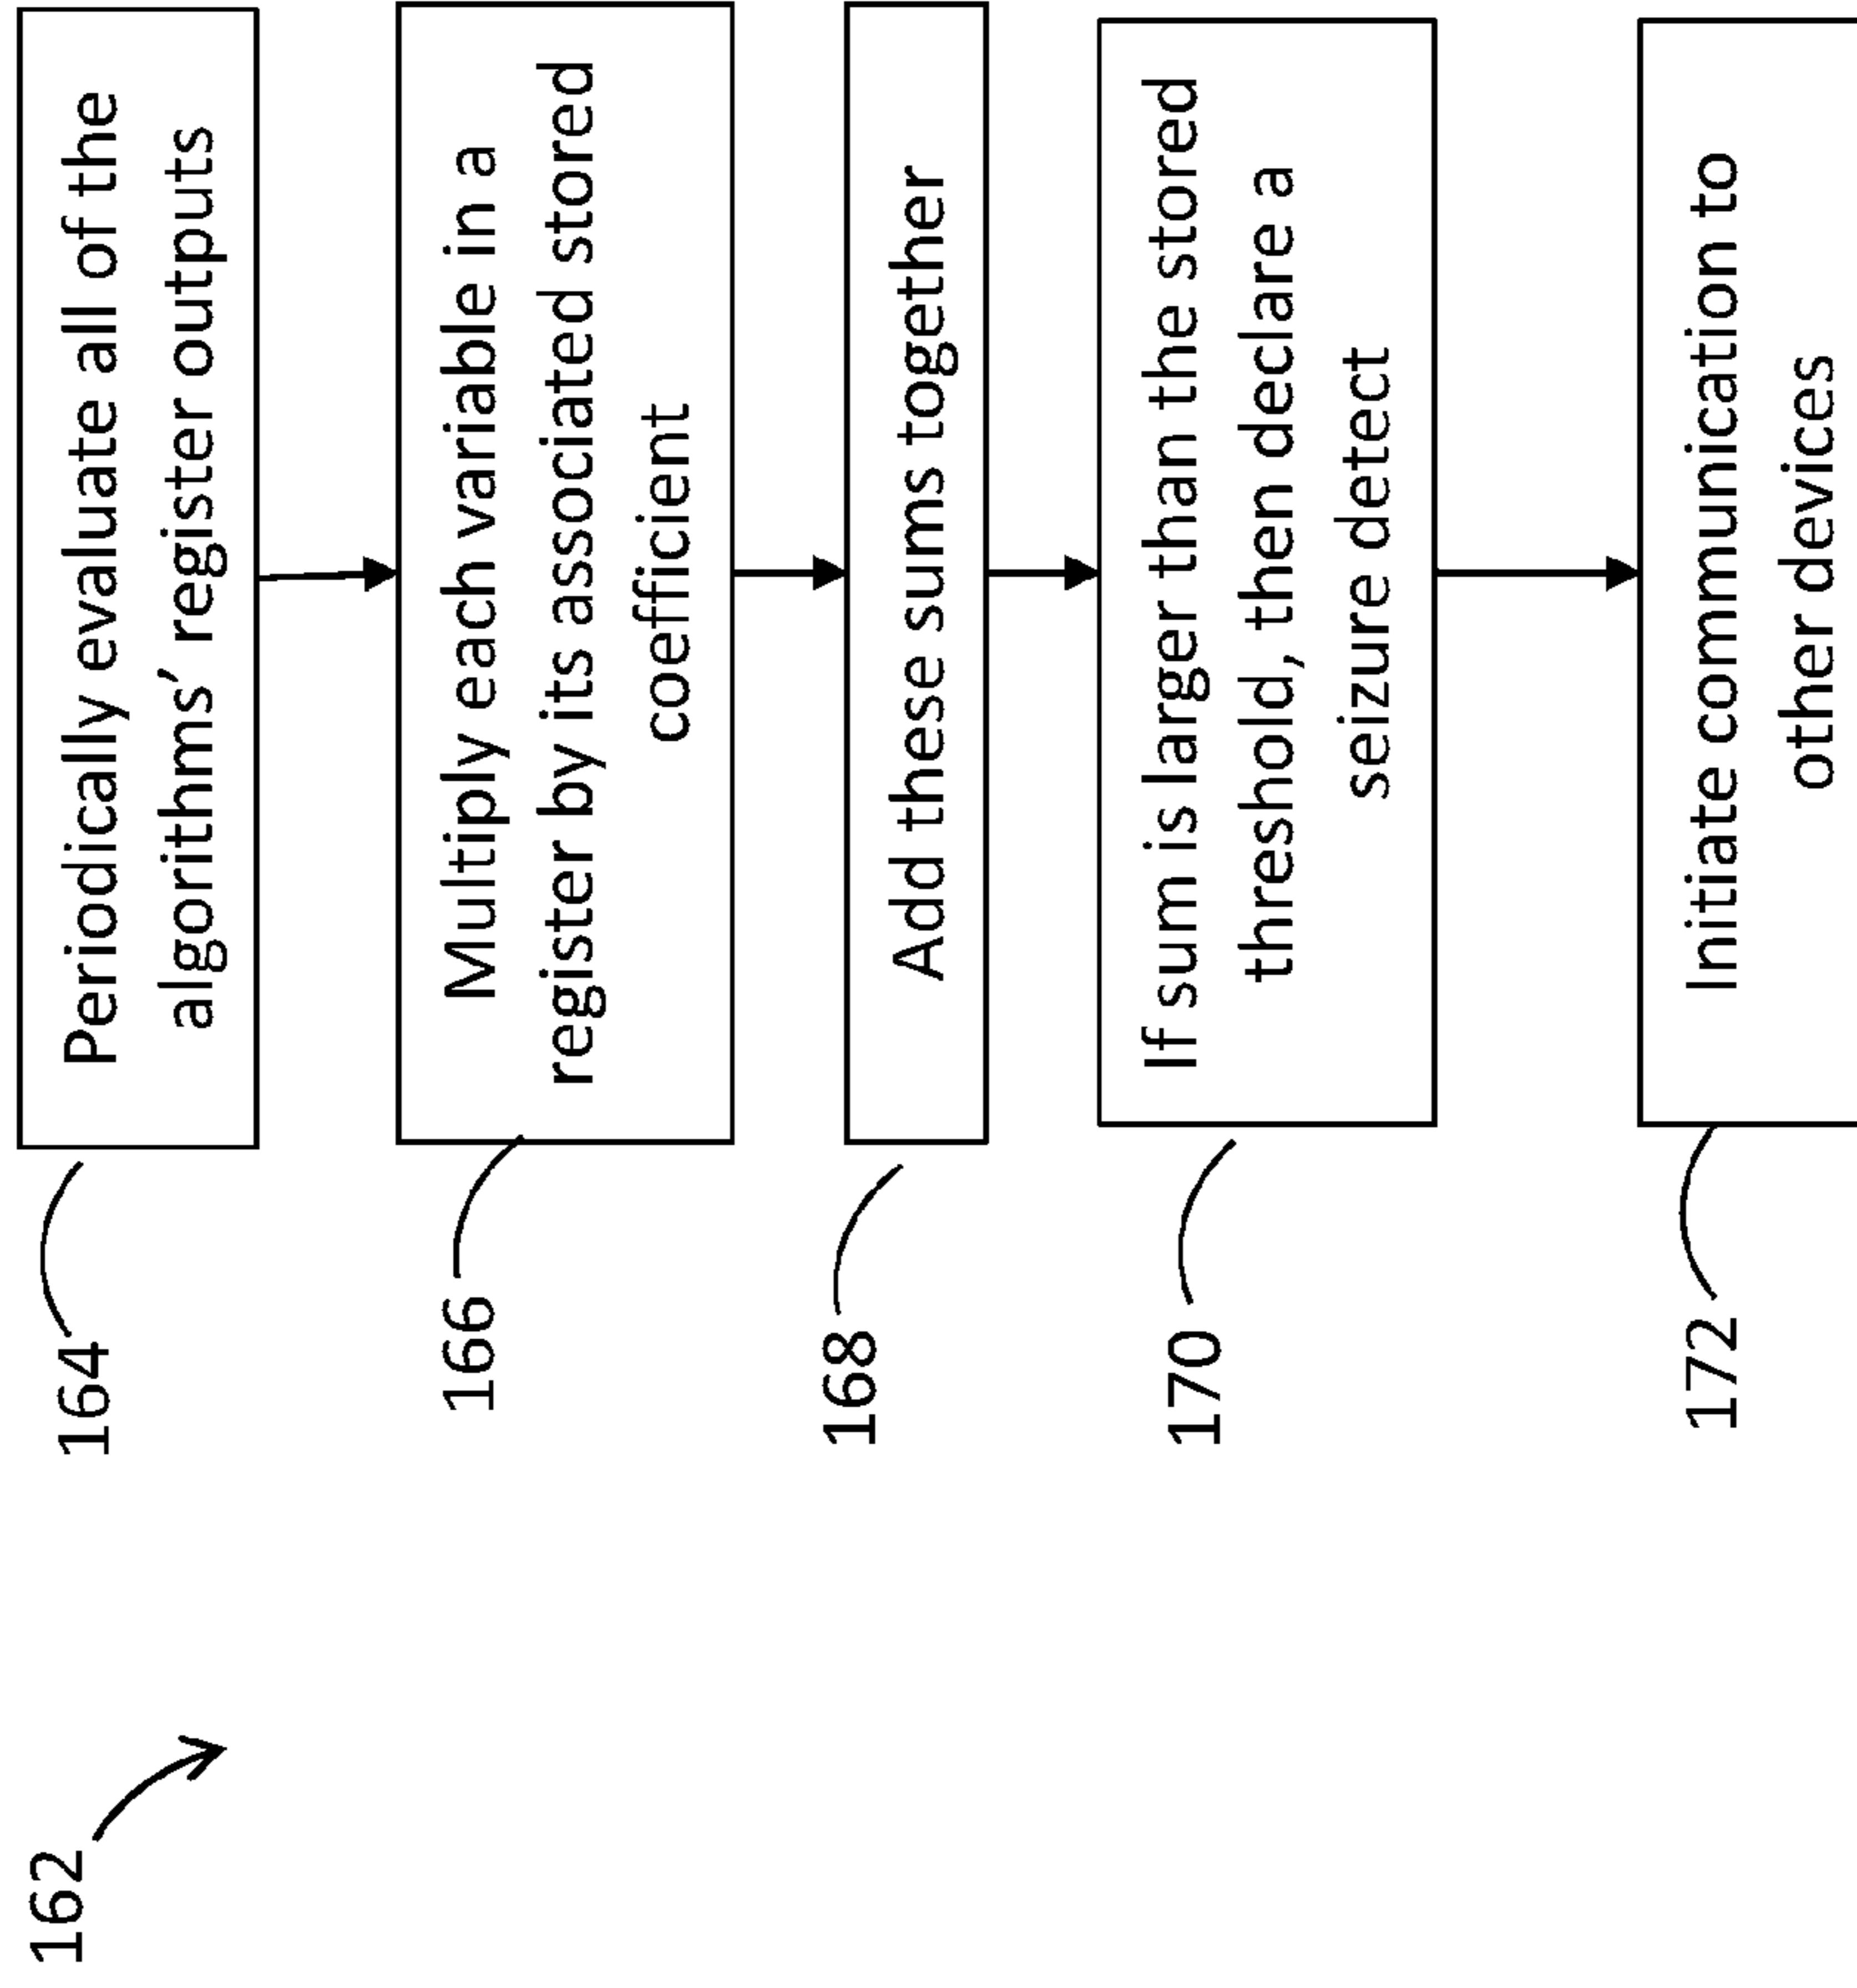 162
164
Periodically evaluate all of the
algorithms’ register outputs
166
Multiply each variable in a
register by its associated stored
coefficient
168
Add these sums together
170
If sum is larger than the stored
threshold, then declare a
seizure detect
172
Initiate communication to
other devices